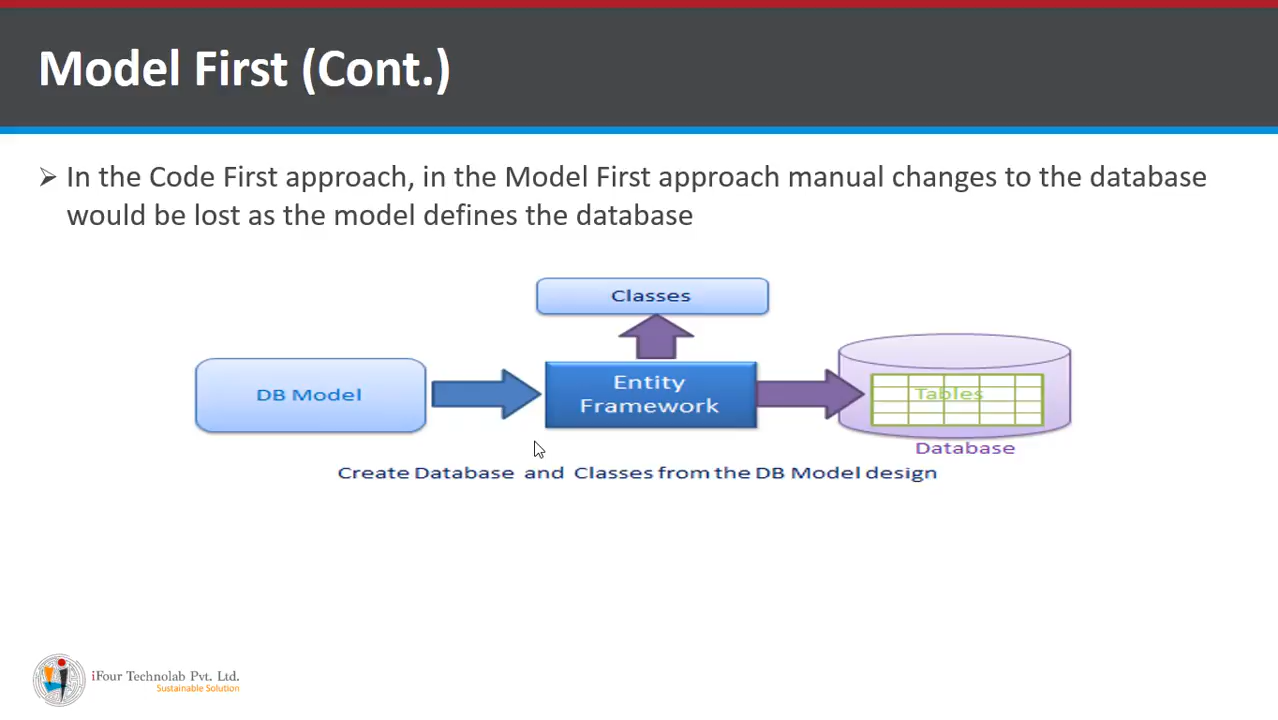 Model First (Cont.)
➢ In the Code First approach, in the Model First approach manual changes to the database
would be lost as the model defines the database
Classes
DB Model
Entity
Framework
Tables
Database
Create Database and Classes from the DB Model design
iFour Technolab Pvt. Ltd.
Sustainable Solution